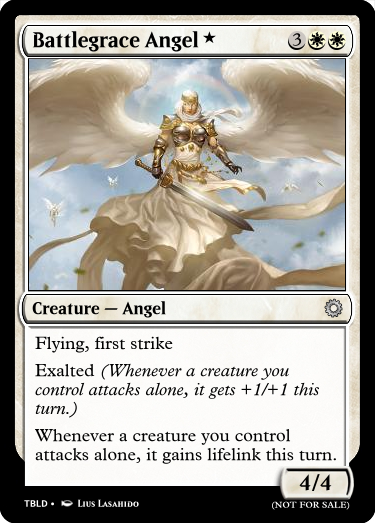 Battlegrace Angel ★ 3
Creature — Angel
Flying, first strike
Exalted (Whenever a creature you
control attacks alone, it gets +1/+1 this
turn.)
Whenever a creature you control
attacks alone, it gains lifelink this turn.
4/4
TBLD • Lius Lasahido
(NOT FOR SALE)